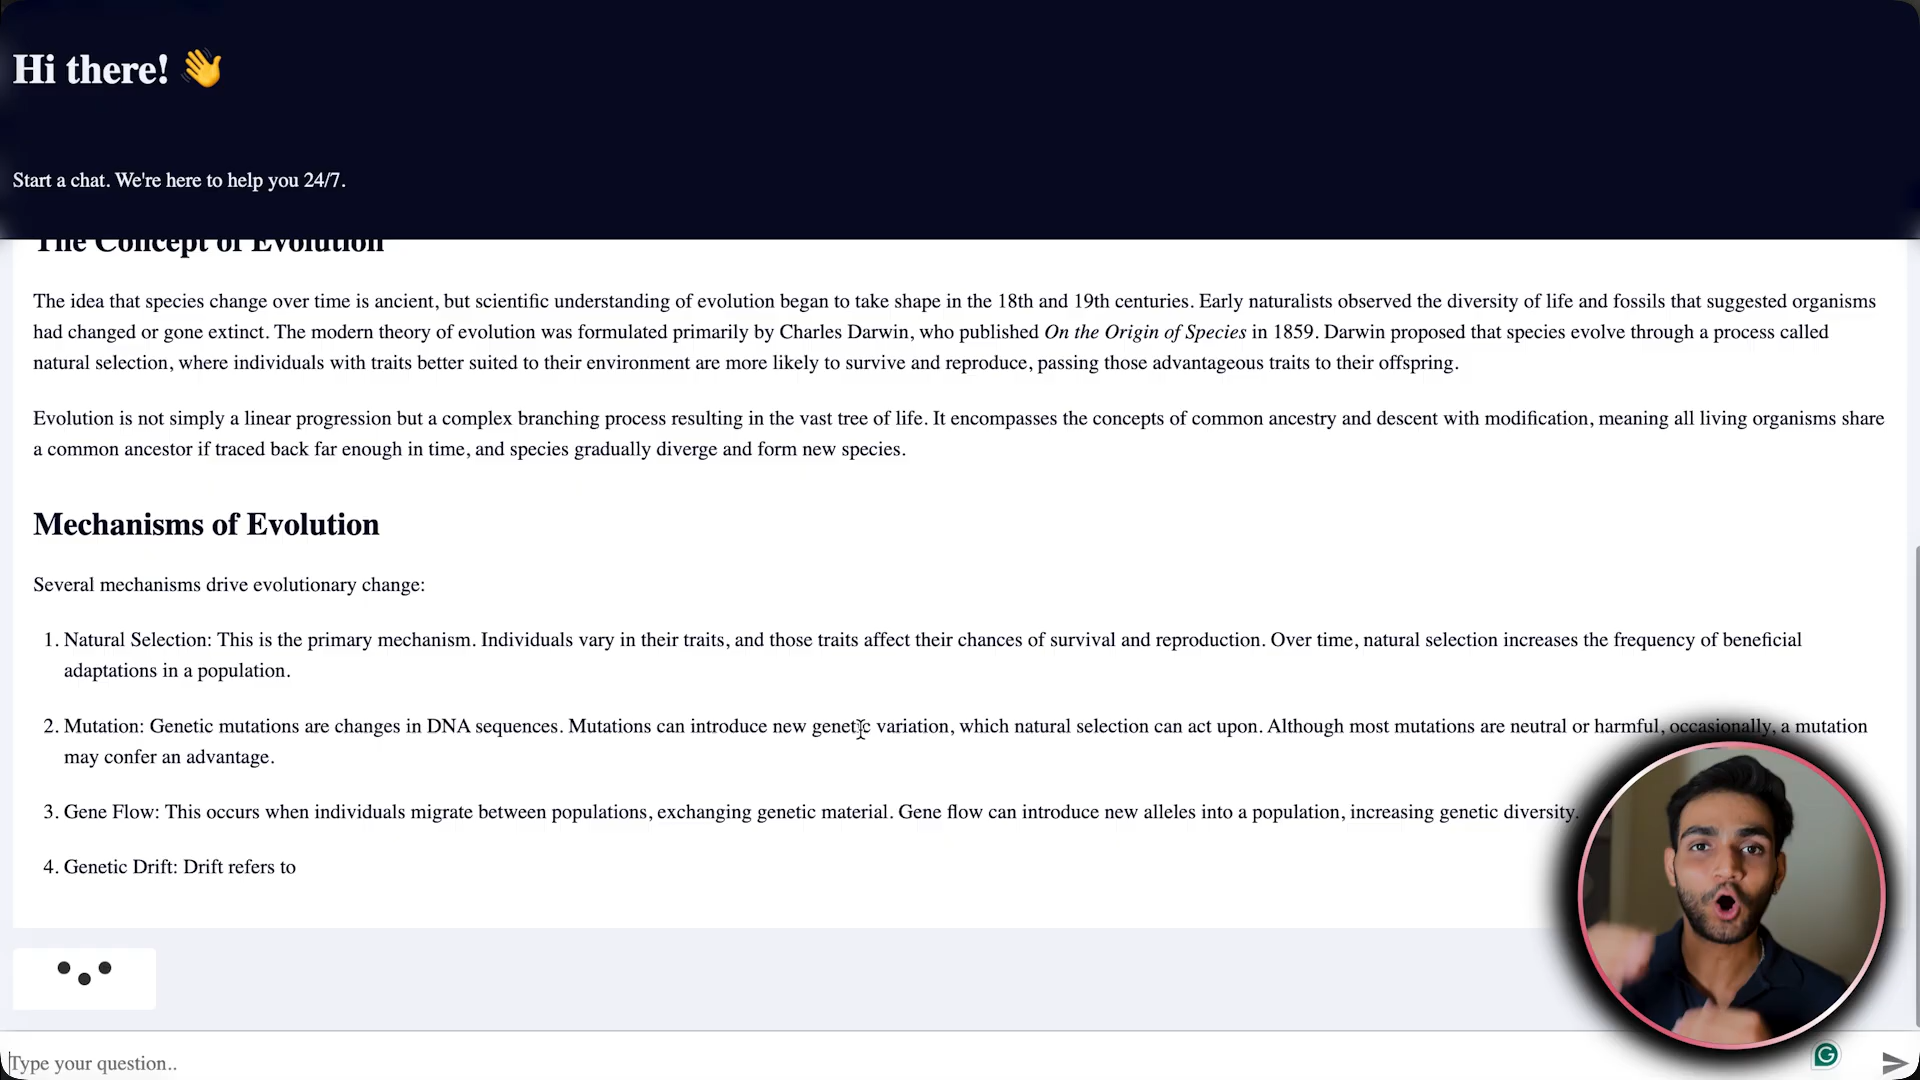 Hi there! 👋
Start a chat. We're here to help you 24/7.
The Concept of Evolution
The idea that species change over time is ancient, but scientific understanding of evolution began to take shape in the 18th and 19th centuries. Early naturalists observed the diversity of life and fossils that suggested organisms
had changed or gone extinct. The modern theory of evolution was formulated primarily by Charles Darwin, who published On the Origin of Species in 1859. Darwin proposed that species evolve through a process called
natural selection, where individuals with traits better suited to their environment are more likely to survive and reproduce, passing those advantageous traits to their offspring.
Evolution is not simply a linear progression but a complex branching process resulting in the vast tree of life. It encompasses the concepts of common ancestry and descent with modification, meaning all living organisms share
a common ancestor if traced back far enough in time, and species gradually diverge and form new species.
Mechanisms of Evolution
Several mechanisms drive evolutionary change:
1. Natural Selection: This is the primary mechanism. Individuals vary in their traits, and those traits affect their chances of survival and reproduction. Over time, natural selection increases the frequency of beneficial
adaptations in a population.
2. Mutation: Genetic mutations are changes in DNA sequences. Mutations can introduce new genetic variation, which natural selection can act upon. Although most mutations are neutral or harmful, occasionally, a mutation
may confer an advantage.
3. Gene Flow: This occurs when individuals migrate between populations, exchanging genetic material. Gene flow can introduce new alleles into a population, increasing genetic diversity.
4. Genetic Drift: Drift refers to
Type your question..